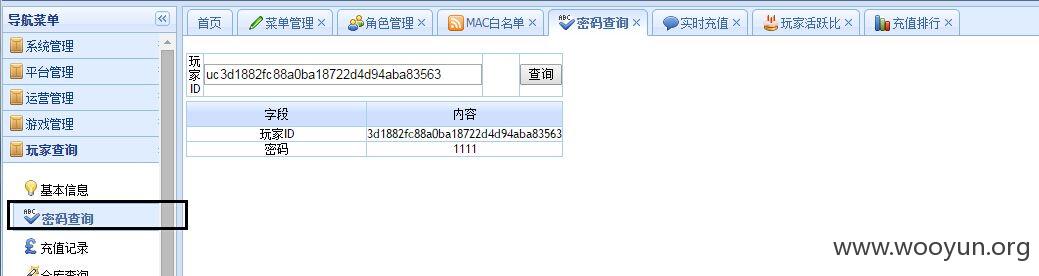 导航菜单
首页
菜单管理
角色管理
MAC白名单
密码查询
实时充值
玩家活跃比
充值排行
系统管理
平台管理
运营管理
游戏管理
玩家查询
基本信息
密码查询
充值记录
仓库查询
玩家ID
uc3d1882fc88a0ba18722d4d94aba83563
查询
字段 内容
玩家ID 3d1882fc88a0ba18722d4d94aba83563
密码 1111
www.wooyun.org